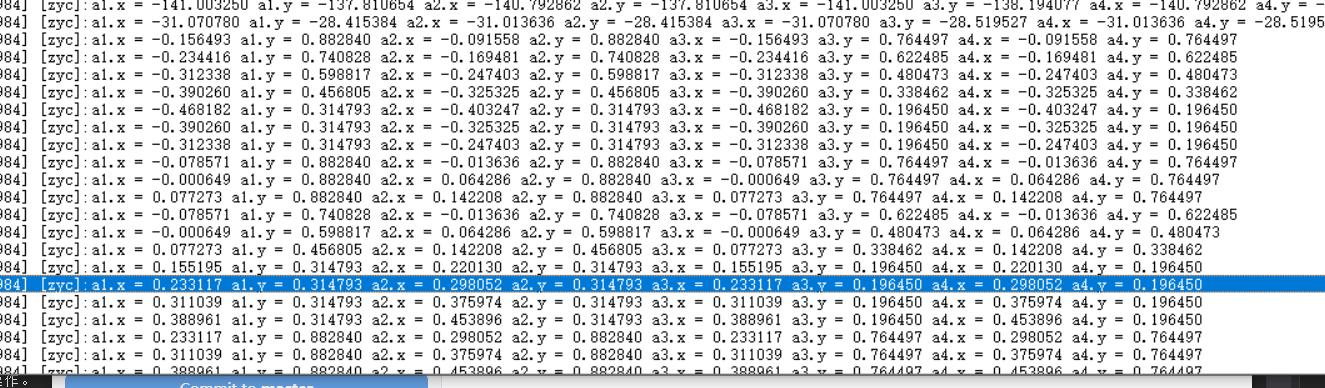 984] [zyc]:a1.x = -141.003250 a1.y = -137.810654 a2.x = -140.792862 a2.y = -137.810654 a3.x = -141.003250 a3.y = -138.194077 a4.x = -140.792862 a4.y = -
984] [zyc]:a1.x = -31.070780 a1.y = -28.415384 a2.x = -31.013636 a2.y = -28.415384 a3.x = -31.070780 a3.y = -28.519527 a4.x = -31.013636 a4.y = -28.5195
984] [zyc]:a1.x = -0.156493 a1.y = 0.882840 a2.x = -0.091558 a2.y = 0.882840 a3.x = -0.156493 a3.y = 0.764497 a4.x = -0.091558 a4.y = 0.764497
984] [zyc]:a1.x = -0.234416 a1.y = 0.740828 a2.x = -0.169481 a2.y = 0.740828 a3.x = -0.234416 a3.y = 0.622485 a4.x = -0.169481 a4.y = 0.622485
984] [zyc]:a1.x = -0.312338 a1.y = 0.598817 a2.x = -0.247403 a2.y = 0.598817 a3.x = -0.312338 a3.y = 0.480473 a4.x = -0.247403 a4.y = 0.480473
984] [zyc]:a1.x = -0.390260 a1.y = 0.456805 a2.x = -0.325325 a2.y = 0.456805 a3.x = -0.390260 a3.y = 0.338462 a4.x = -0.325325 a4.y = 0.338462
984] [zyc]:a1.x = -0.468182 a1.y = 0.314793 a2.x = -0.403247 a2.y = 0.314793 a3.x = -0.468182 a3.y = 0.196450 a4.x = -0.403247 a4.y = 0.196450
984] [zyc]:a1.x = -0.390260 a1.y = 0.314793 a2.x = -0.325325 a2.y = 0.314793 a3.x = -0.390260 a3.y = 0.196450 a4.x = -0.325325 a4.y = 0.196450
984] [zyc]:a1.x = -0.312338 a1.y = 0.314793 a2.x = -0.247403 a2.y = 0.314793 a3.x = -0.312338 a3.y = 0.196450 a4.x = -0.247403 a4.y = 0.196450
984] [zyc]:a1.x = -0.078571 a1.y = 0.882840 a2.x = -0.013636 a2.y = 0.882840 a3.x = -0.078571 a3.y = 0.764497 a4.x = -0.013636 a4.y = 0.764497
984] [zyc]:a1.x = -0.000649 a1.y = 0.882840 a2.x = 0.064286 a2.y = 0.882840 a3.x = -0.000649 a3.y = 0.764497 a4.x = 0.064286 a4.y = 0.764497
984] [zyc]:a1.x = 0.077273 a1.y = 0.882840 a2.x = 0.142208 a2.y = 0.882840 a3.x = 0.077273 a3.y = 0.764497 a4.x = 0.142208 a4.y = 0.764497
984] [zyc]:a1.x = -0.078571 a1.y = 0.740828 a2.x = -0.013636 a2.y = 0.740828 a3.x = -0.078571 a3.y = 0.622485 a4.x = -0.013636 a4.y = 0.622485
984] [zyc]:a1.x = -0.000649 a1.y = 0.598817 a2.x = 0.064286 a2.y = 0.598817 a3.x = -0.000649 a3.y = 0.480473 a4.x = 0.064286 a4.y = 0.480473
984] [zyc]:a1.x = 0.077273 a1.y = 0.456805 a2.x = 0.142208 a2.y = 0.456805 a3.x = 0.077273 a3.y = 0.338462 a4.x = 0.142208 a4.y = 0.338462
984] [zyc]:a1.x = 0.155195 a1.y = 0.314793 a2.x = 0.220130 a2.y = 0.314793 a3.x = 0.155195 a3.y = 0.196450 a4.x = 0.220130 a4.y = 0.196450
984] [zyc]:a1.x = 0.233117 a1.y = 0.314793 a2.x = 0.298052 a2.y = 0.314793 a3.x = 0.233117 a3.y = 0.196450 a4.x = 0.298052 a4.y = 0.196450
984] [zyc]:a1.x = 0.311039 a1.y = 0.314793 a2.x = 0.375974 a2.y = 0.314793 a3.x = 0.311039 a3.y = 0.196450 a4.x = 0.375974 a4.y = 0.196450
984] [zyc]:a1.x = 0.388961 a1.y = 0.314793 a2.x = 0.453896 a2.y = 0.314793 a3.x = 0.388961 a3.y = 0.196450 a4.x = 0.453896 a4.y = 0.196450
984] [zyc]:a1.x = 0.233117 a1.y = 0.882840 a2.x = 0.298052 a2.y = 0.882840 a3.x = 0.233117 a3.y = 0.764497 a4.x = 0.298052 a4.y = 0.764497
984] [zyc]:a1.x = 0.311039 a1.y = 0.882840 a2.x = 0.375974 a2.y = 0.882840 a3.x = 0.311039 a3.y = 0.764497 a4.x = 0.375974 a4.y = 0.764497
984] [zyc]:a1.x = 0.388961 a1.y = 0.882840 a2.x = 0.453896 a2.y = 0.882840 a3.x = 0.388961 a3.y = 0.764497 a4.x = 0.453896 a4.y = 0.764497
作。
Commit to master